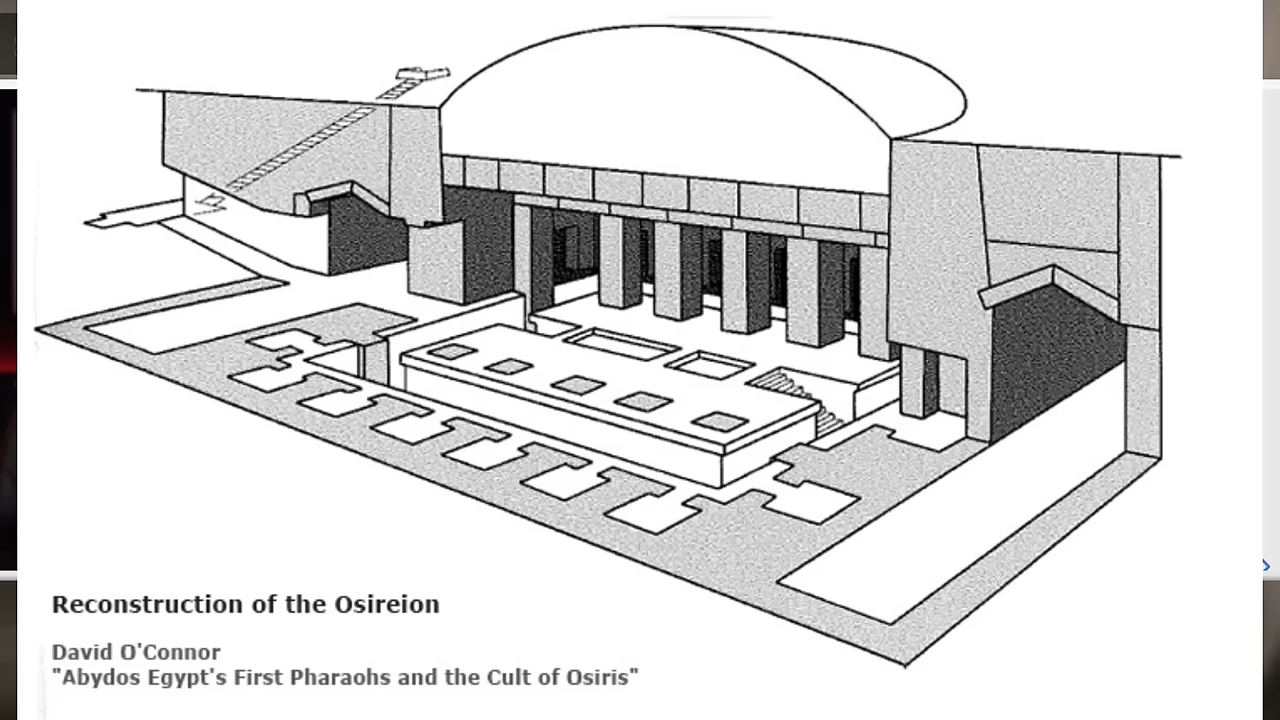 Reconstruction of the Osireion
David O'Connor
"Abydos Egypt's First Pharaohs and the Cult of Osiris"